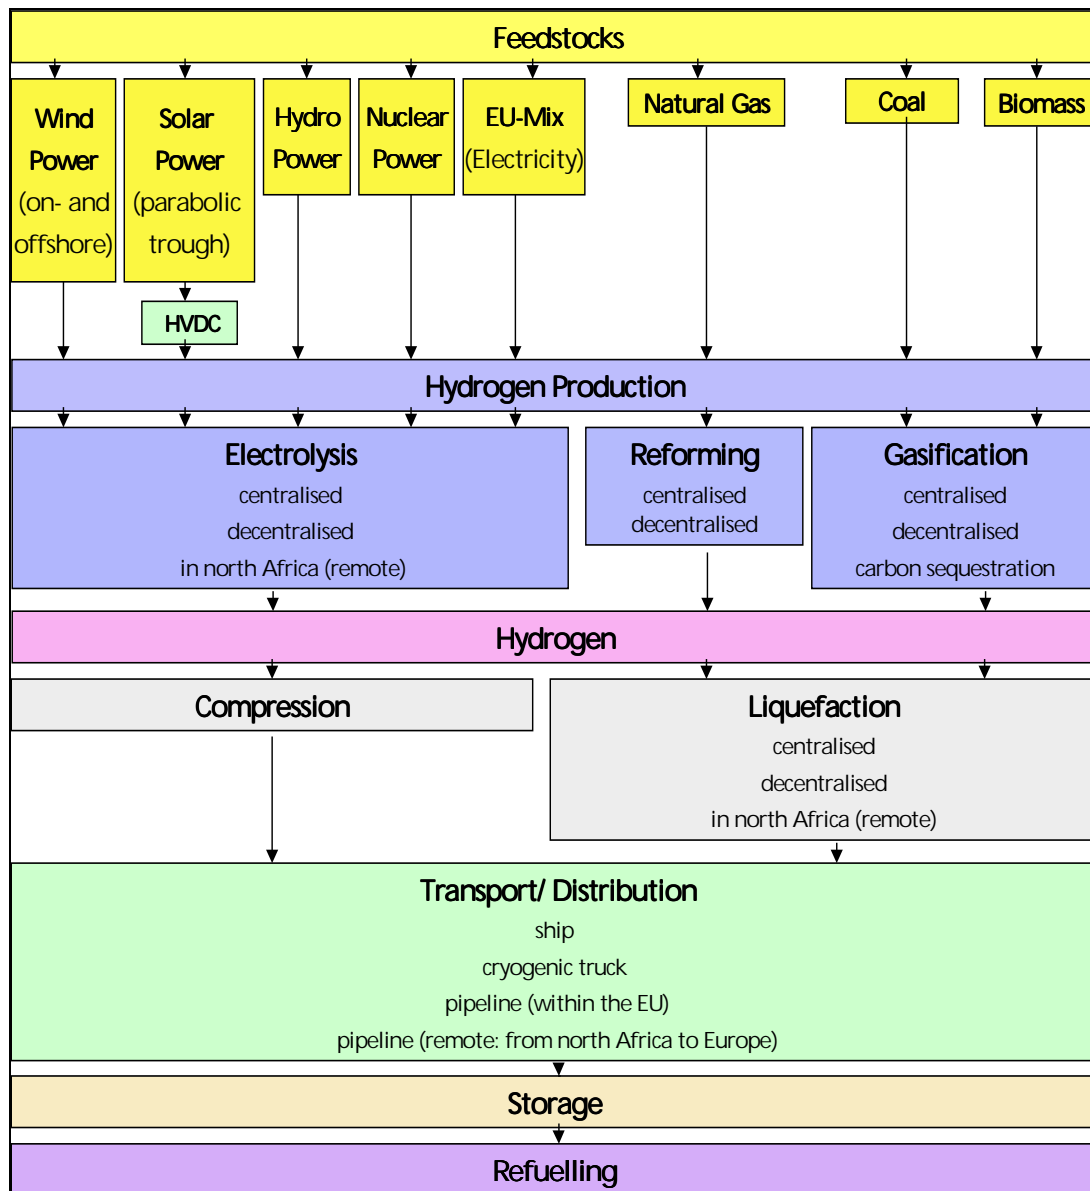 Feedstocks
Wind
Power
(on- and
offshore)
Solar
Power
(parabolic
trough)
Hydro
Power
Nuclear
Power
EU-Mix
(Electricity)
Natural Gas
Coal
Biomass
HVDC
Hydrogen Production
Electrolysis
centralised
decentralised
in north Africa (remote)
Reforming
centralised
decentralised
Gasification
centralised
decentralised
carbon sequestration
Hydrogen
Compression
Liquefaction
centralised
decentralised
in north Africa (remote)
Transport/ Distribution
ship
cryogenic truck
pipeline (within the EU)
pipeline (remote: from north Africa to Europe)
Storage
Refuelling